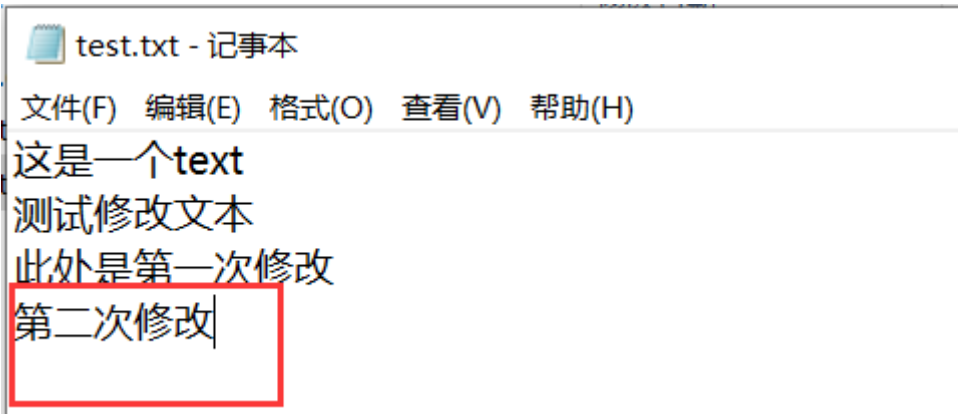 test.txt - 记事本
文件(F) 编辑(E) 格式(O) 查看(V) 帮助(H)
这是一个text
测试修改文本
此处是第一次修改
第二次修改